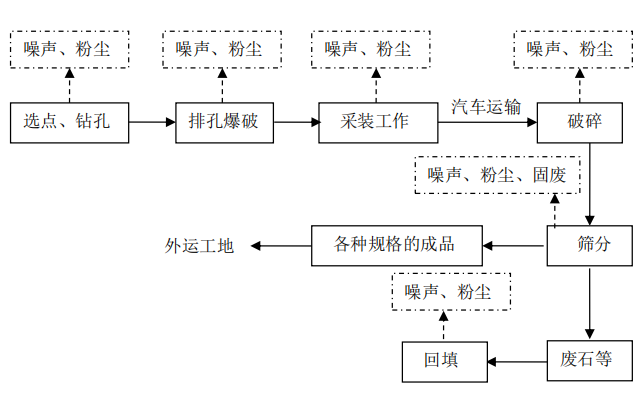 噪声、粉尘
噪声、粉尘
噪声、粉尘
噪声、粉尘
选点、钻孔
排孔爆破
采装工作
汽车运输
破碎
噪声、粉尘、固废
外运工地
各种规格的成品
筛分
噪声、粉尘
回填
废石等